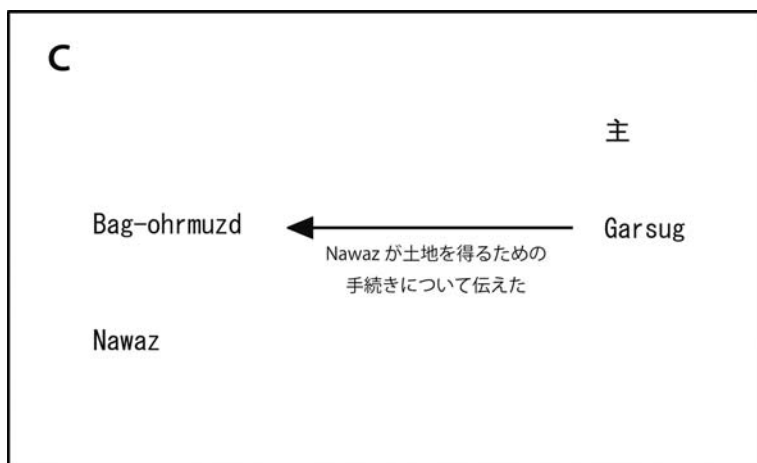 C
主
Bag-ohrmuzd
Garsug
Nawaz が土地を得るための
手続きについて伝えた
Nawaz